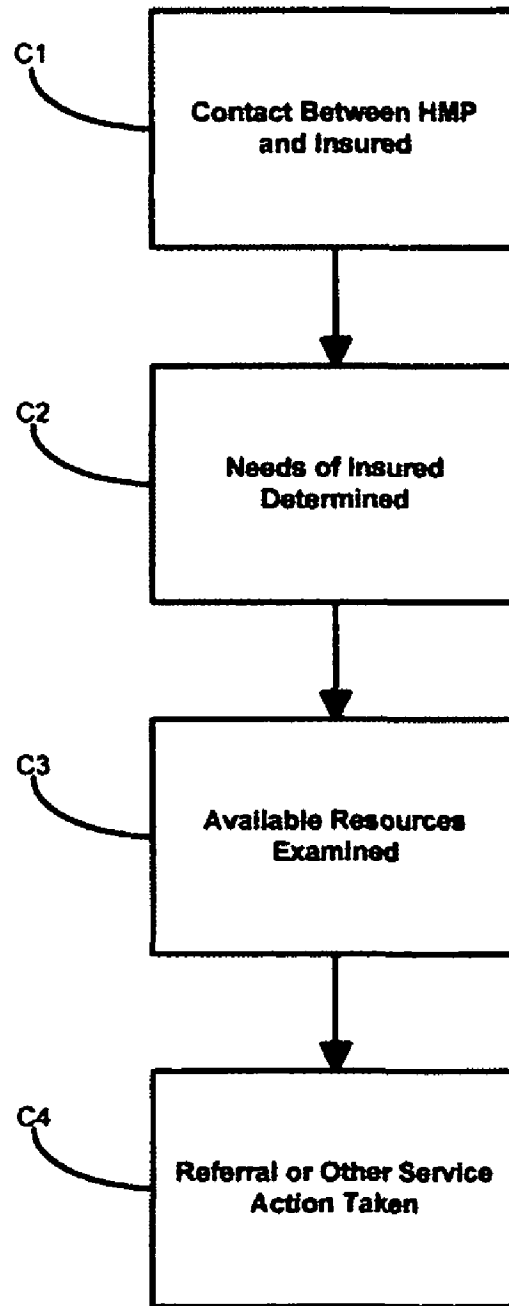 C1
Contact Between HMP
and Insured
C2
Needs of Insured
Determined
C3
Available Resources
Examined
C4
Referral or Other Service
Action Taken